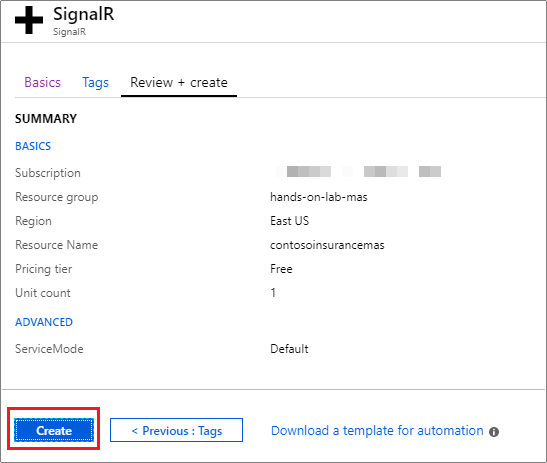 SignalR
SignalR
Basics Tags Review + create
SUMMARY
BASICS
Subscription
Resource group hands-on-lab-mas
Region East US
Resource Name contosoinsurancemas
Pricing tier Free
Unit count 1
ADVANCED
ServiceMode Default
Create < Previous : Tags Download a template for automation